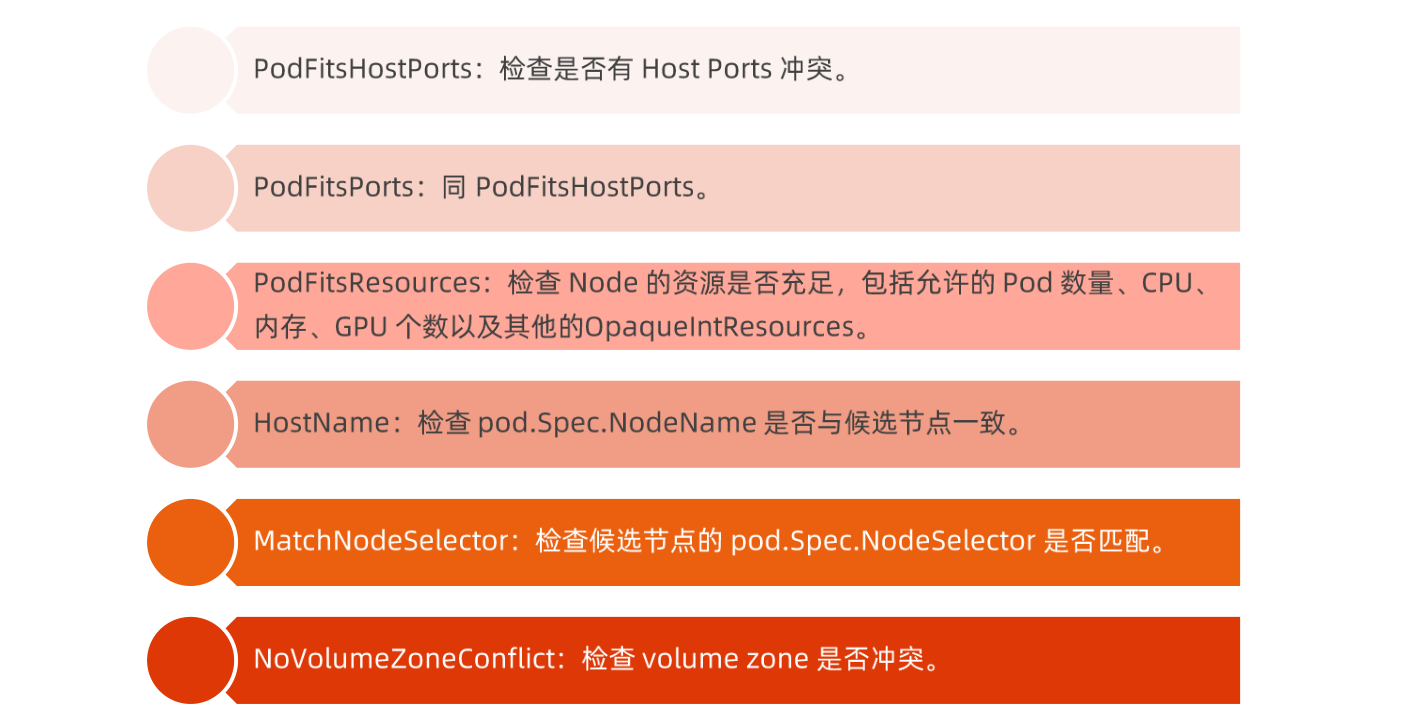 PodFitsHostPorts：检查是否有 Host Ports 冲突。
PodFitsPorts：同 PodFitsHostPorts。
PodFitsResources：检查 Node 的资源是否充足，包括允许的 Pod 数量、CPU、
内存、GPU 个数以及其他的OpaqueIntResources。
HostName：检查 pod.Spec.NodeName 是否与候选节点一致。
MatchNodeSelector：检查候选节点的 pod.Spec.NodeSelector 是否匹配。
NoVolumeZoneConflict：检查 volume zone 是否冲突。